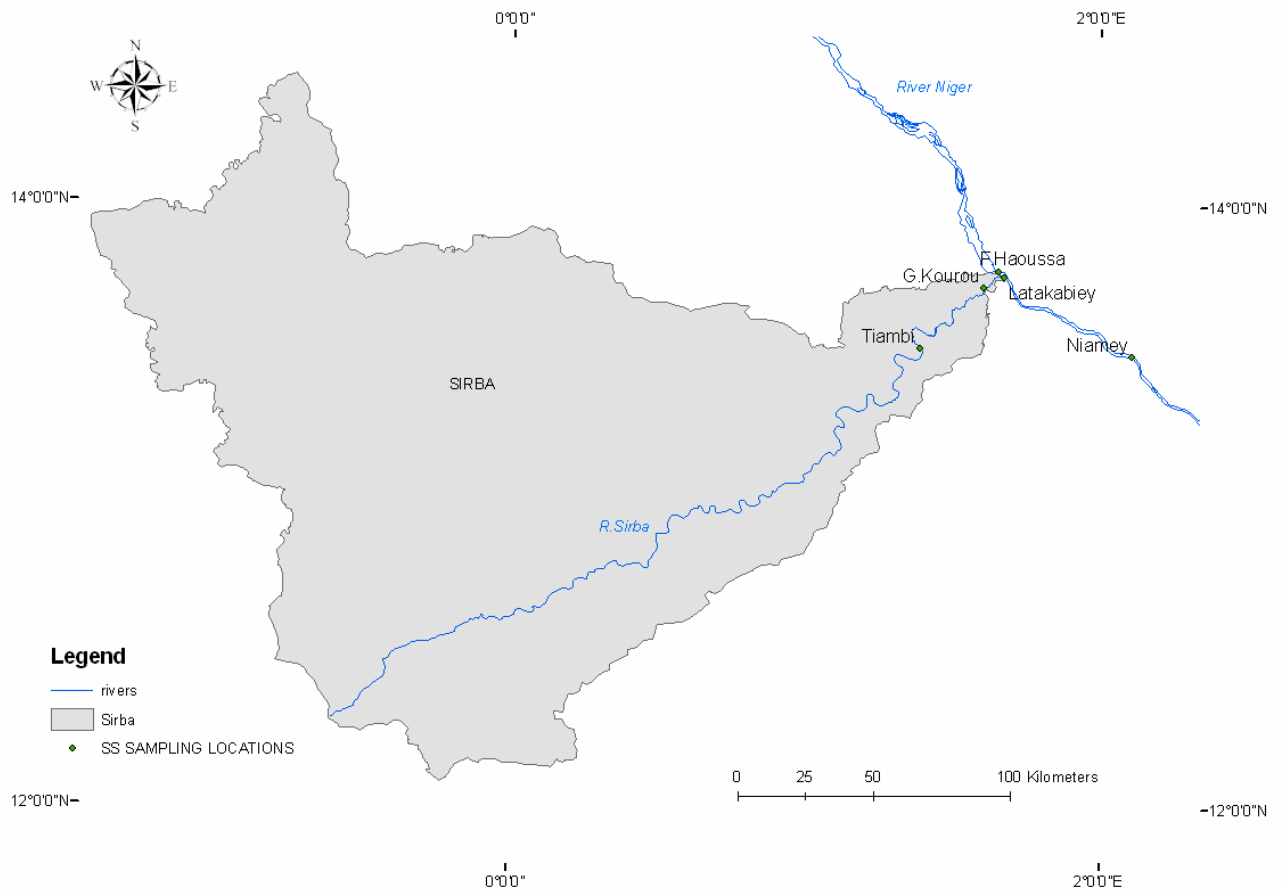 0°0'0"
2°0'0"E
N
W E
S
River Niger
14°0'0"N
14°0'0"N
F.Haoussa
G.Kourou
Latakabiey
Tiambi
Niamey
SIRBA
R.Sirba
Legend
rivers
Sirba
SS SAMPLING LOCATIONS
0 25 50 100 Kilometers
12°0'0"N
12°0'0"N
0°0'0"
2°0'0"E